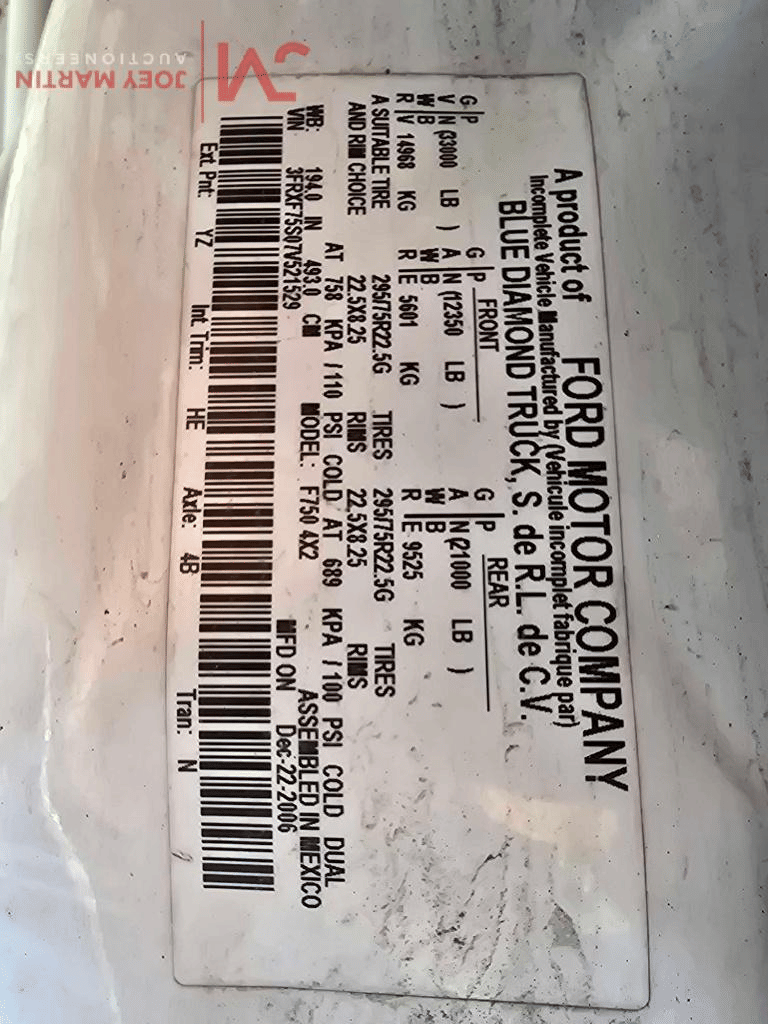 JM
JOEY MARTIN
AUCTIONEERS
A product of FORD MOTOR COMPANY
Incomplete Vehicle Manufactured by (Véhicule incomplet fabriqué par)
BLUE DIAMOND TRUCK, S. de R.L. de C.V.
FRONT REAR
G P G P G P
V N (33000 LB ) A N (12350 LB ) A N (21000 LB )
W B W B W B
R V 14968 KG R E 5601 KG R E 9525 KG
A SUITABLE TIRE 295/75R22.5G TIRES 295/75R22.5G TIRES
AND RIM CHOICE 22.5X8.25 RIMS 22.5X8.25 RIMS
AT 758 KPA / 110 PSI COLD AT 689 KPA / 100 PSI COLD DUAL
WB: 194.0 IN 493.0 CM MODEL: F750 4X2 ASSEMBLED IN MEXICO
VIN 3FRXF75S07V521529 MFD ON Dec-22-2006
Ext. Pnt: YZ Int. Trim: HE Axle: 4B Tran: N